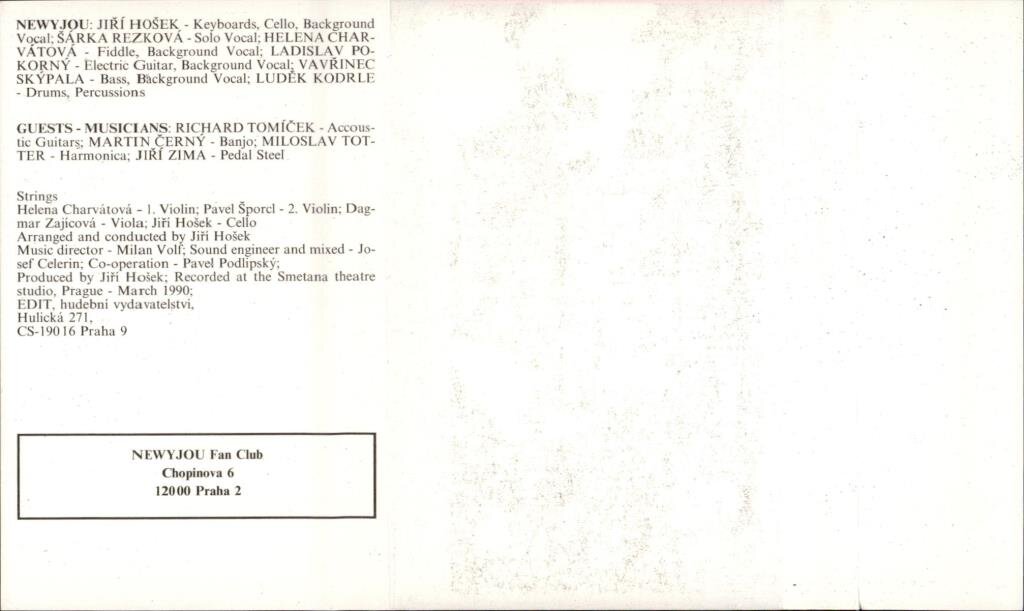 NEWYJOU: JIŘÍ HOŠEK - Keyboards, Cello, Background
Vocal; ŠÁRKA REZKOVÁ - Solo Vocal; HELENA CHAR-
VÁTOVÁ - Fiddle, Background Vocal; LADISLAV PO-
KORNÝ - Electric Guitar, Background Vocal; VAVŘINEC
SKÝPALA - Bass, Background Vocal; LUDĚK KODRLE
- Drums, Percussions
GUESTS - MUSICIANS: RICHARD TOMÍČEK - Accous-
tic Guitars; MARTIN ČERNÝ - Banjo; MILOSLAV TOT-
TER - Harmonica; JIŘÍ ZIMA - Pedal Steel
Strings
Helena Charvátová - 1. Violin; Pavel Šporcl - 2. Violin; Dag-
mar Zajícová - Viola; Jiří Hošek - Cello
Arranged and conducted by Jiří Hošek
Music director - Milan Volf; Sound engineer and mixed - Jo-
sef Celerin; Co-operation - Pavel Podlipský;
Produced by Jiří Hošek; Recorded at the Smetana theatre
studio, Prague - March 1990;
EDIT, hudební vydavatelství,
Hulická 271,
CS-19016 Praha 9
NEWYJOU Fan Club
Chopinova 6
12000 Praha 2